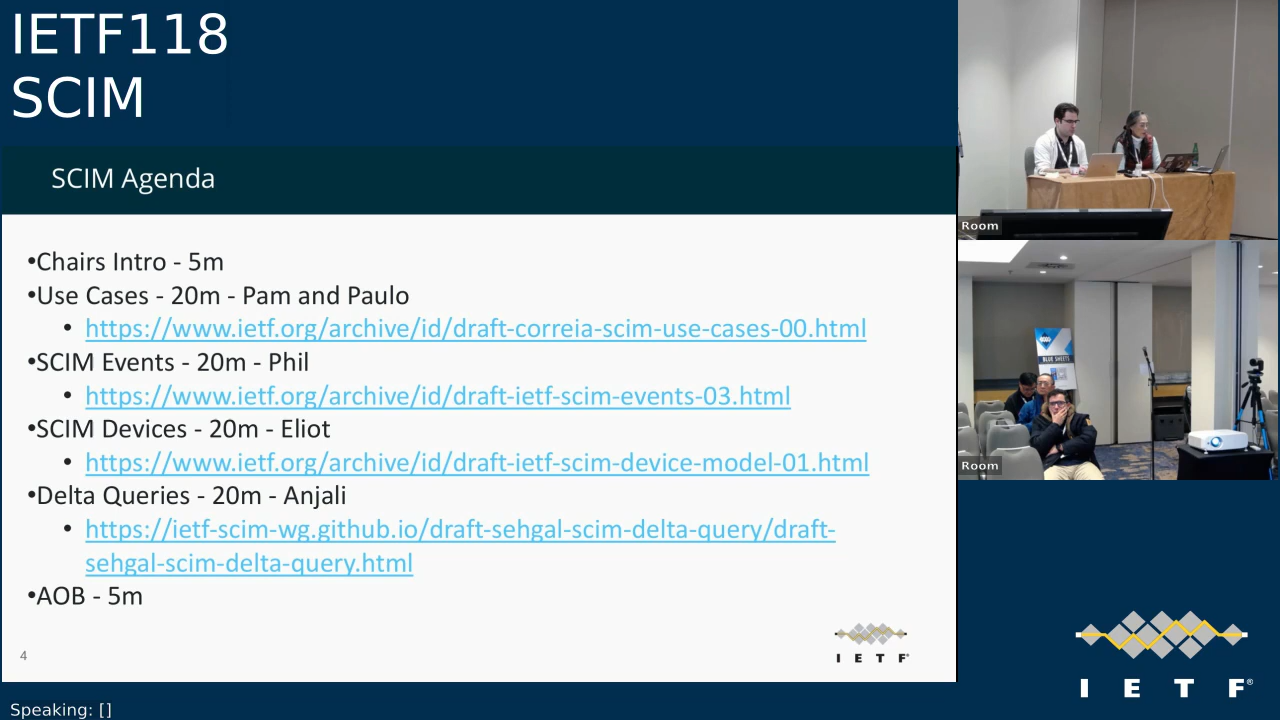 IETF118
SCIM
SCIM Agenda
•Chairs Intro - 5m
•Use Cases - 20m - Pam and Paulo
• https://www.ietf.org/archive/id/draft-correia-scim-use-cases-00.html
•SCIM Events - 20m - Phil
• https://www.ietf.org/archive/id/draft-ietf-scim-events-03.html
•SCIM Devices - 20m - Eliot
• https://www.ietf.org/archive/id/draft-ietf-scim-device-model-01.html
•Delta Queries - 20m - Anjali
• https://ietf-scim-wg.github.io/draft-sehgal-scim-delta-query/draft-
sehgal-scim-delta-query.html
•AOB - 5m
4
I E T F®
Speaking: []
Room
BLUE SHEETS
Room
I E T F®